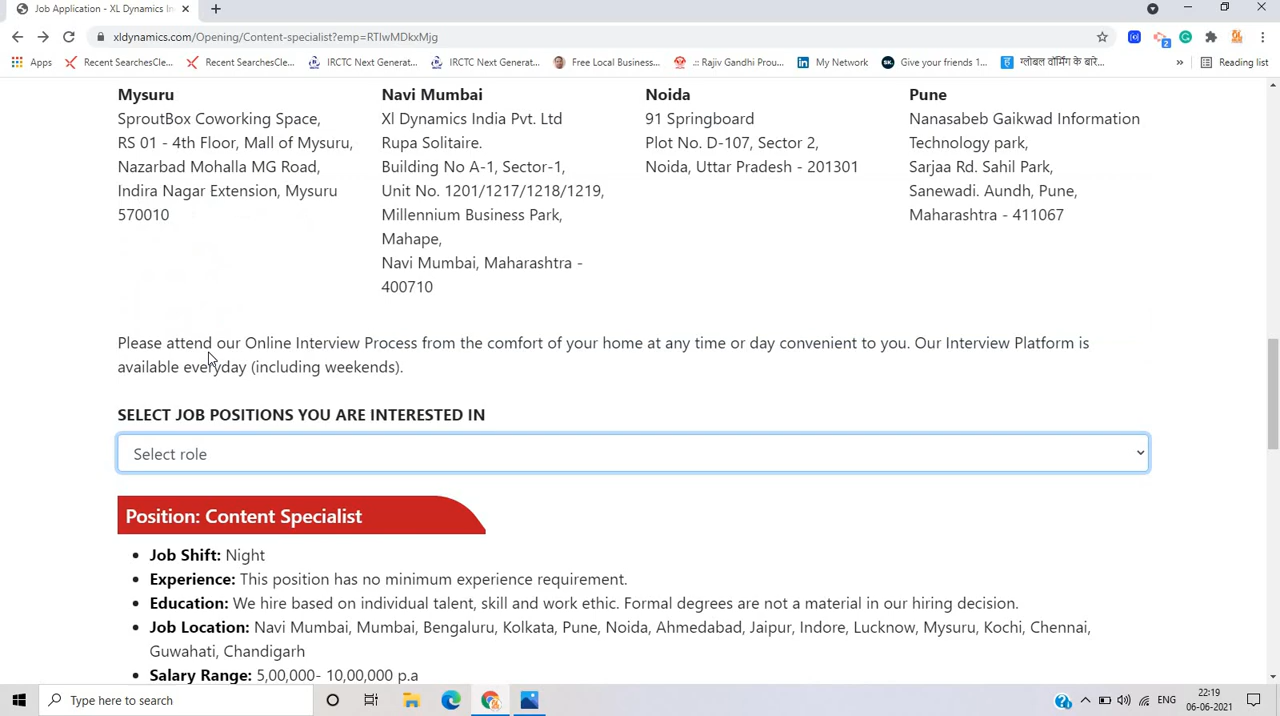 Job Application - XL Dynamics In
xldynamics.com/Opening/Content-specialist?emp=RTIwMDkxMjg
Apps
Recent SearchesCle...
Recent SearchesCle...
IRCTC Next Generat...
IRCTC Next Generat...
Free Local Business...
.: Rajiv Gandhi Prou...
My Network
Give your friends 1...
ग्लोबल वॉर्मिंग के बारे...
Reading list
Mysuru
SproutBox Coworking Space,
RS 01 - 4th Floor, Mall of Mysuru,
Nazarbad Mohalla MG Road,
Indira Nagar Extension, Mysuru
570010
Navi Mumbai
Xl Dynamics India Pvt. Ltd
Rupa Solitaire.
Building No A-1, Sector-1,
Unit No. 1201/1217/1218/1219,
Millennium Business Park,
Mahape,
Navi Mumbai, Maharashtra -
400710
Noida
91 Springboard
Plot No. D-107, Sector 2,
Noida, Uttar Pradesh - 201301
Pune
Nanasabeb Gaikwad Information
Technology park,
Sarjaa Rd. Sahil Park,
Sanewadi. Aundh, Pune,
Maharashtra - 411067
Please attend our Online Interview Process from the comfort of your home at any time or day convenient to you. Our Interview Platform is
available everyday (including weekends).
SELECT JOB POSITIONS YOU ARE INTERESTED IN
Select role
Position: Content Specialist
Job Shift: Night
Experience: This position has no minimum experience requirement.
Education: We hire based on individual talent, skill and work ethic. Formal degrees are not a material in our hiring decision.
Job Location: Navi Mumbai, Mumbai, Bengaluru, Kolkata, Pune, Noida, Ahmedabad, Jaipur, Indore, Lucknow, Mysuru, Kochi, Chennai,
Guwahati, Chandigarh
Salary Range: 5,00,000- 10,00,000 p.a
Type here to search
ENG
22:19
06-06-2021